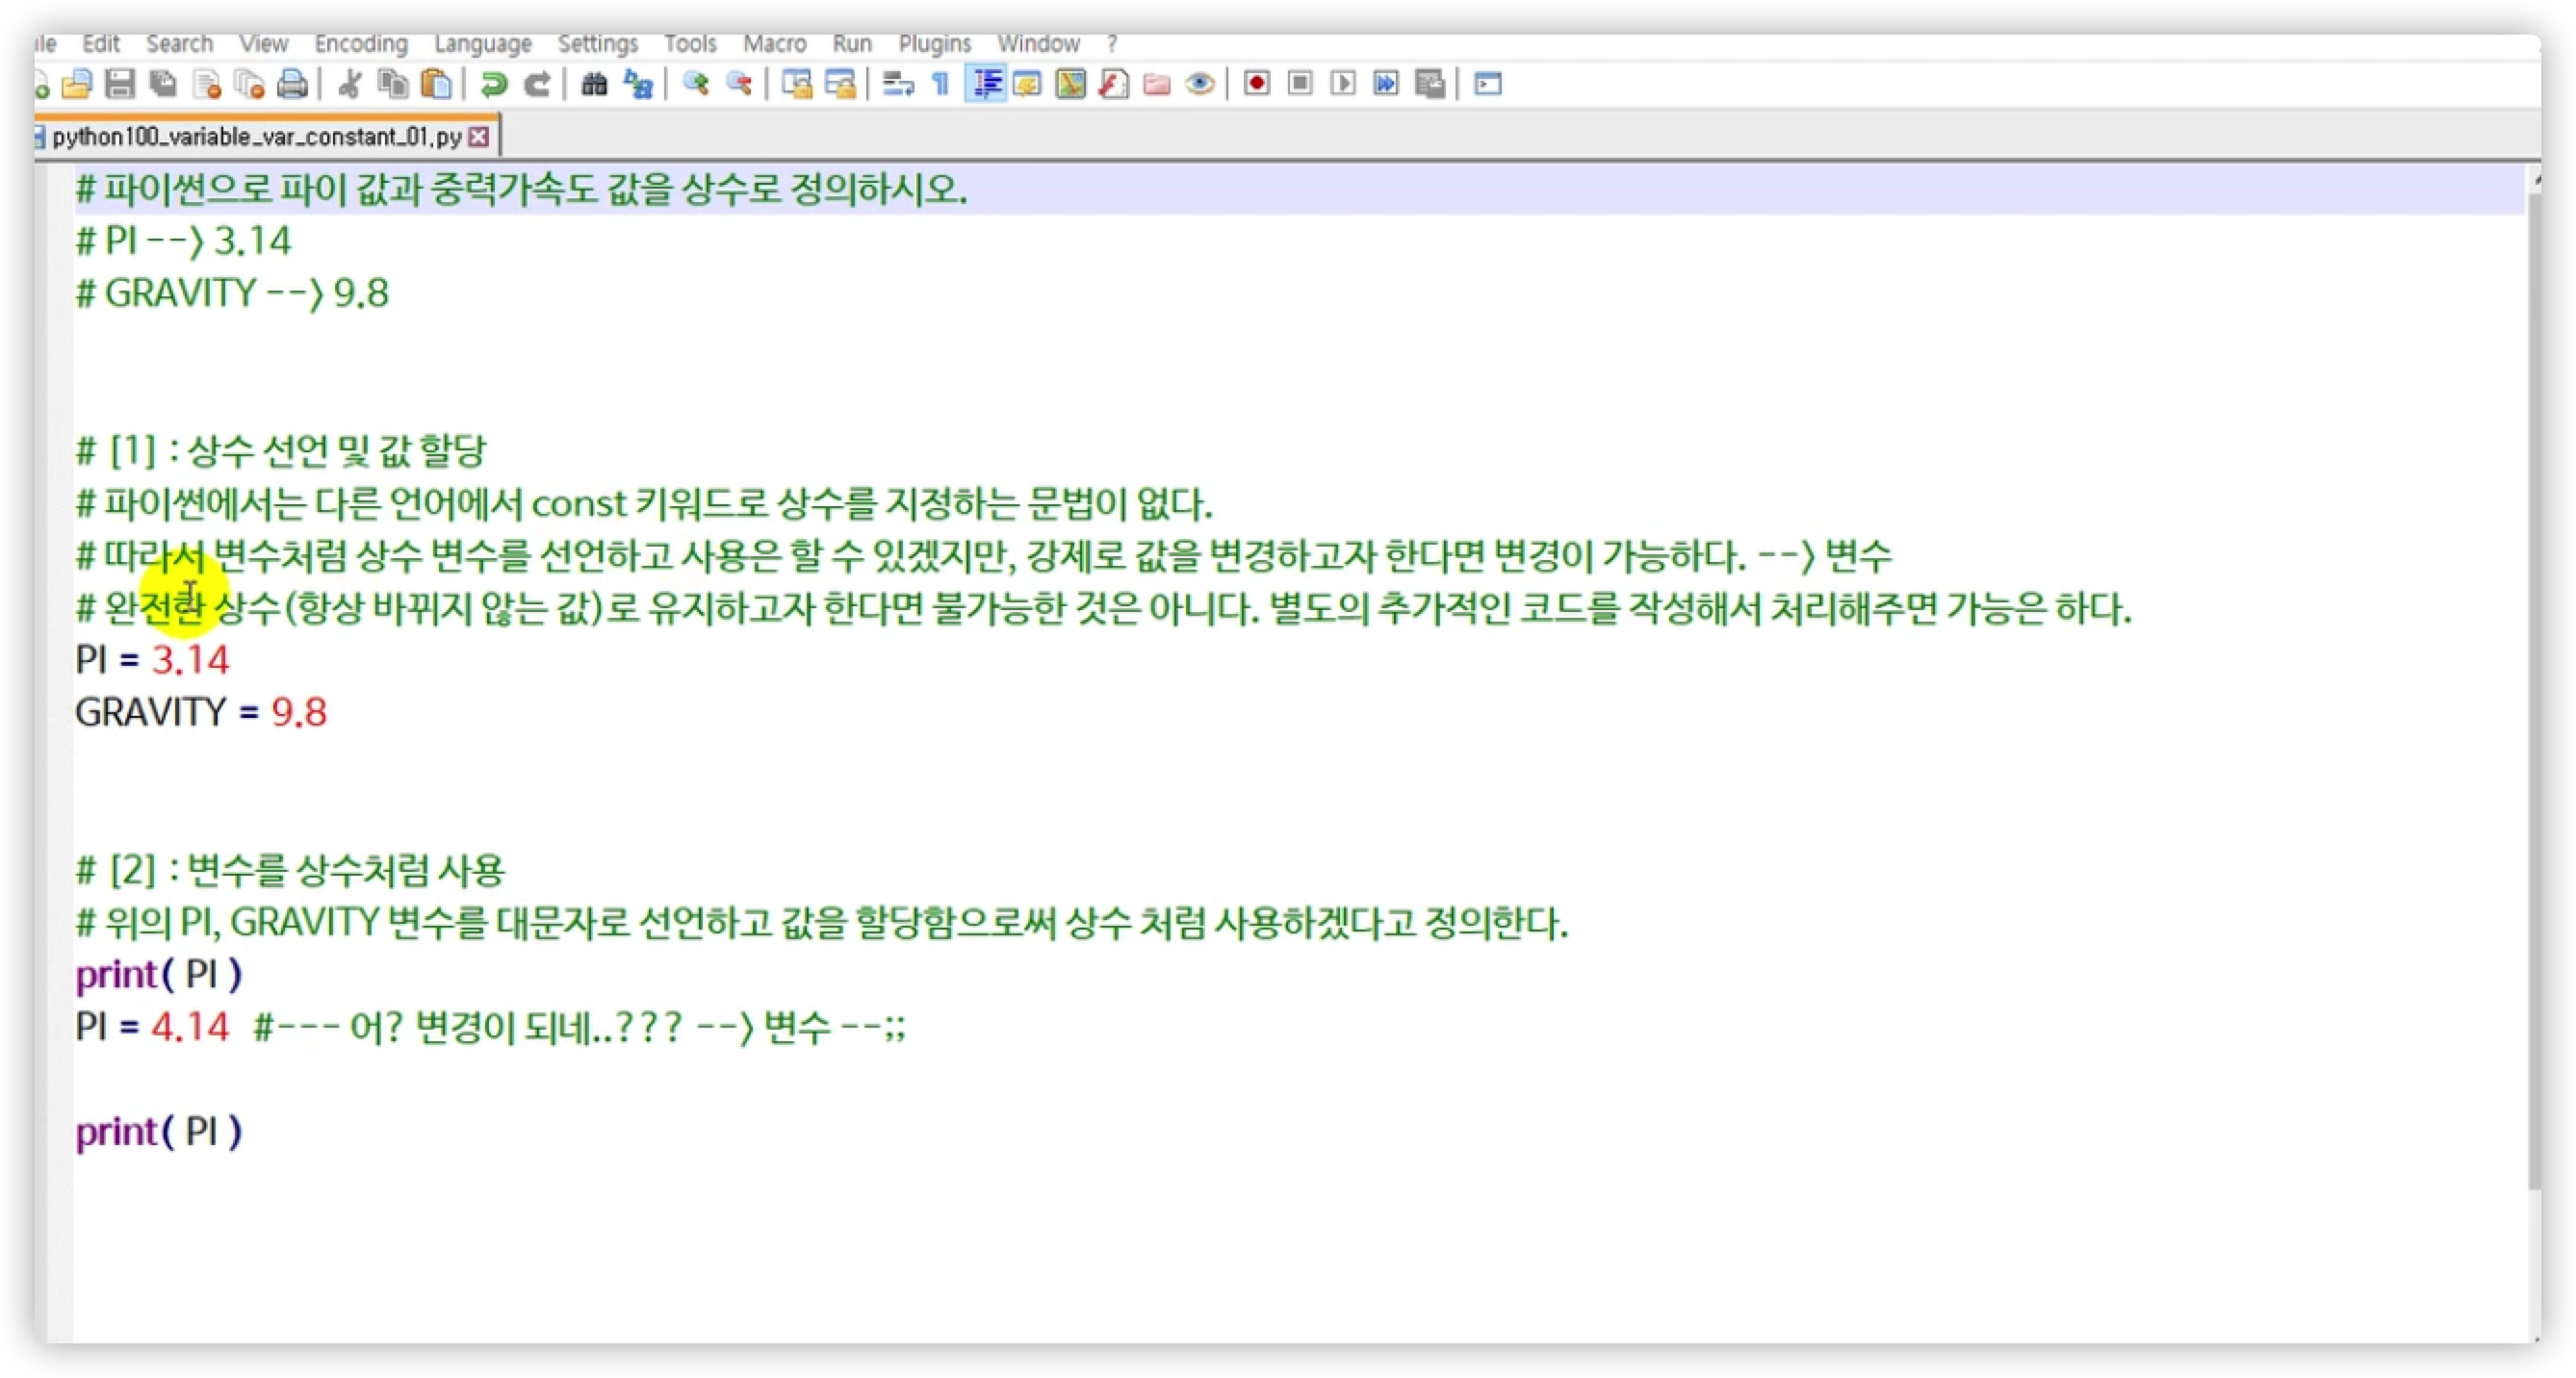 Edit Search View Encoding Language Settings Tools Macro Run Plugins Window ?
python100_variable_var_constant_01.py
# 파이썬으로 파이 값과 중력가속도 값을 상수로 정의하시오.
# PI --> 3.14
# GRAVITY --> 9.8
# [1] : 상수 선언 및 값 할당
# 파이썬에서는 다른 언어에서 const 키워드로 상수를 지정하는 문법이 없다.
# 따라서 변수처럼 상수 변수를 선언하고 사용은 할 수 있겠지만, 강제로 값을 변경하고자 한다면 변경이 가능하다. --> 변수
# 완전한 상수(항상 바뀌지 않는 값)로 유지하고자 한다면 불가능한 것은 아니다. 별도의 추가적인 코드를 작성해서 처리해주면 가능은 하다.
PI = 3.14
GRAVITY = 9.8
# [2] : 변수를 상수처럼 사용
# 위의 PI, GRAVITY 변수를 대문자로 선언하고 값을 할당함으로써 상수 처럼 사용하겠다고 정의한다.
print( PI )
PI = 4.14 #--- 어? 변경이 되네..??? --> 변수 --;;
print( PI )